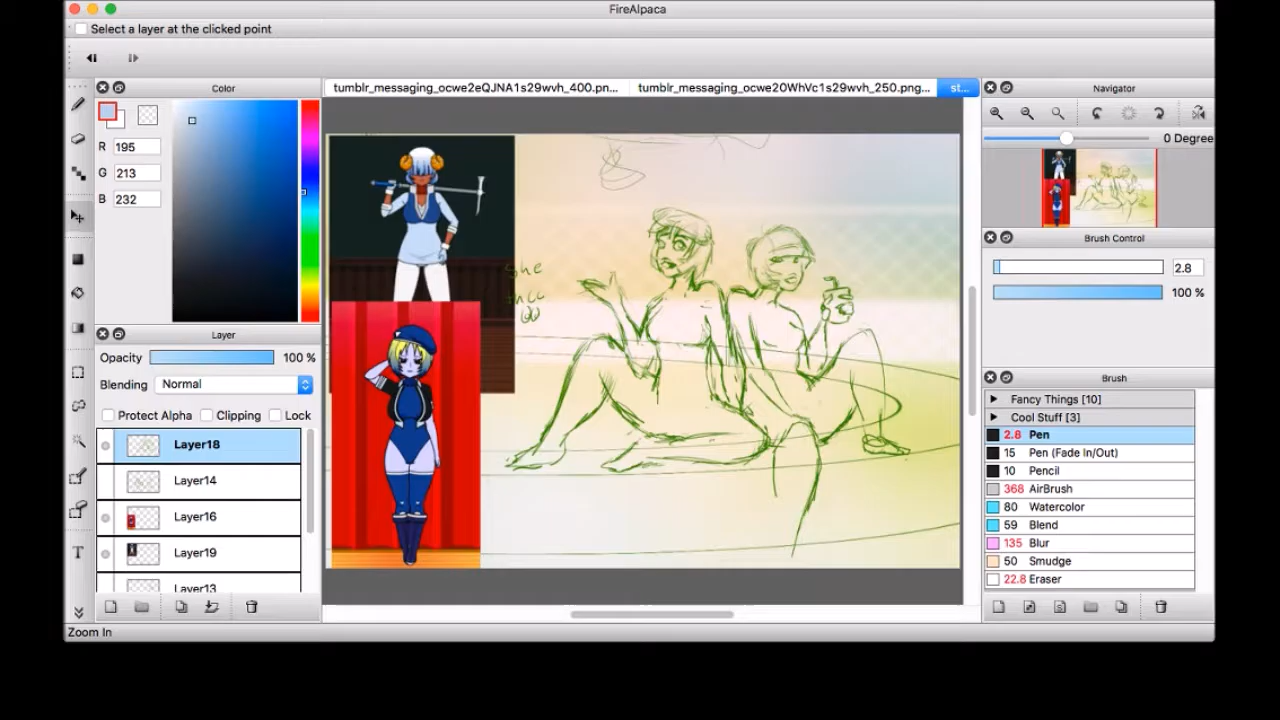 FireAlpaca
Select a layer at the clicked point
Color
tumblr_messaging_ocwe2eQJNA1s29wvh_400.pn...
tumblr_messaging_ocwe2OWhVc1s29wvh_250.png...
st...
Navigator
R 195
G 213
B 232
0 Degree
Brush Control
2.8
100 %
Layer
Opacity 100 %
Blending Normal
Protect Alpha Clipping Lock
Layer18
Layer14
Layer16
Layer19
Layer13
she
Brush
Fancy Things [10]
Cool Stuff [3]
2.8 Pen
15 Pen (Fade In/Out)
10 Pencil
368 AirBrush
80 Watercolor
59 Blend
135 Blur
50 Smudge
22.8 Eraser
T
Zoom In